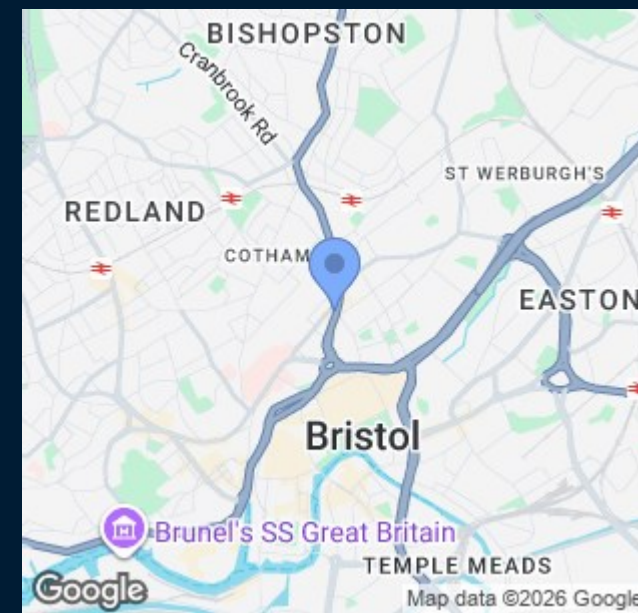 BISHOPSTON
Cranbrook Rd
ST WERBURGH'S
REDLAND
COTHAM
EASTON
Bristol
Brunel's SS Great Britain
TEMPLE MEADS
Google
Map data ©2026 Google